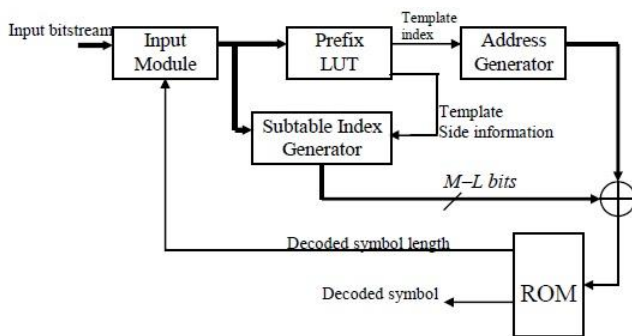 Input bitstream
Input
Module
Prefix
LUT
Template
index
Address
Generator
Template
Side information
Subtable Index
Generator
M–L bits
Decoded symbol length
Decoded symbol
ROM